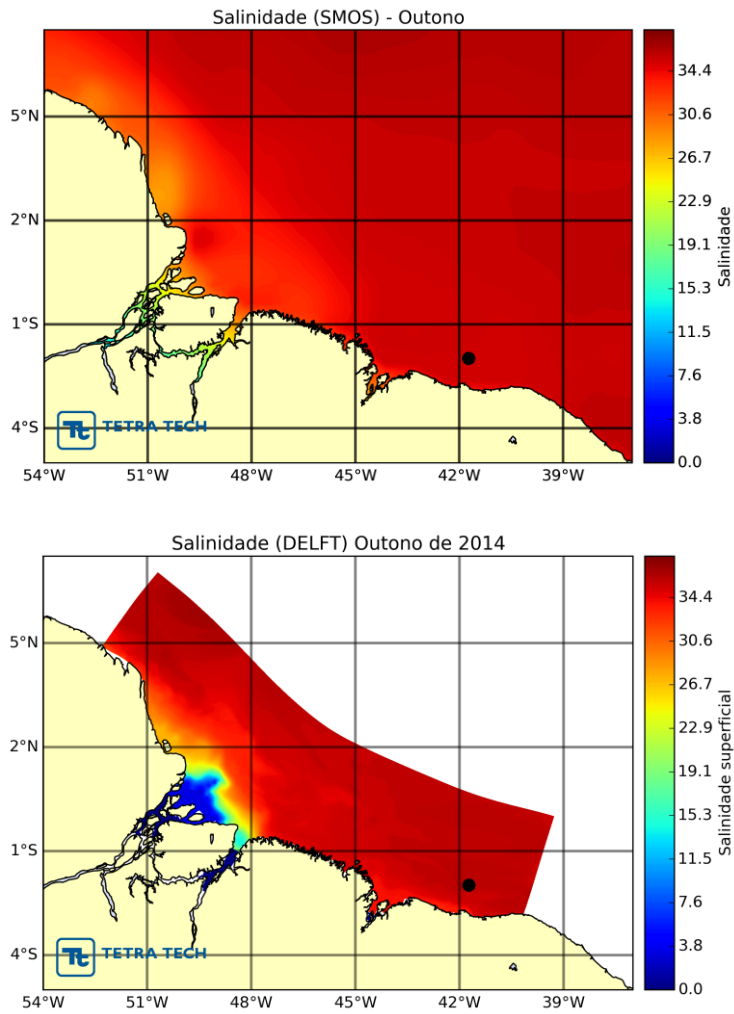 Salinidade (SMOS) - Outono
5°N
2°N
1°S
4°S
54°W 51°W 48°W 45°W 42°W 39°W
Tt TETRA TECH
34.4
30.6
26.7
22.9
19.1
15.3
11.5
7.6
3.8
0.0
Salinidade
Salinidade (DELFT) Outono de 2014
5°N
2°N
1°S
4°S
54°W 51°W 48°W 45°W 42°W 39°W
Tt TETRA TECH
34.4
30.6
26.7
22.9
19.1
15.3
11.5
7.6
3.8
0.0
Salinidade superficial